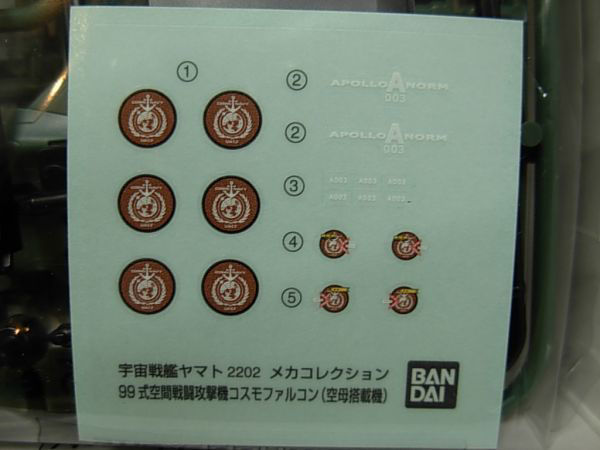 ①
② APOLLO A NORM
003
② APOLLO A NORM
003
③ A003 A003 A003
A003 A003 A003
④
⑤
宇宙戦艦ヤマト2202 メカコレクション
99式空間戦闘攻撃機コスモファルコン(空母搭載機)
BAN
DAI